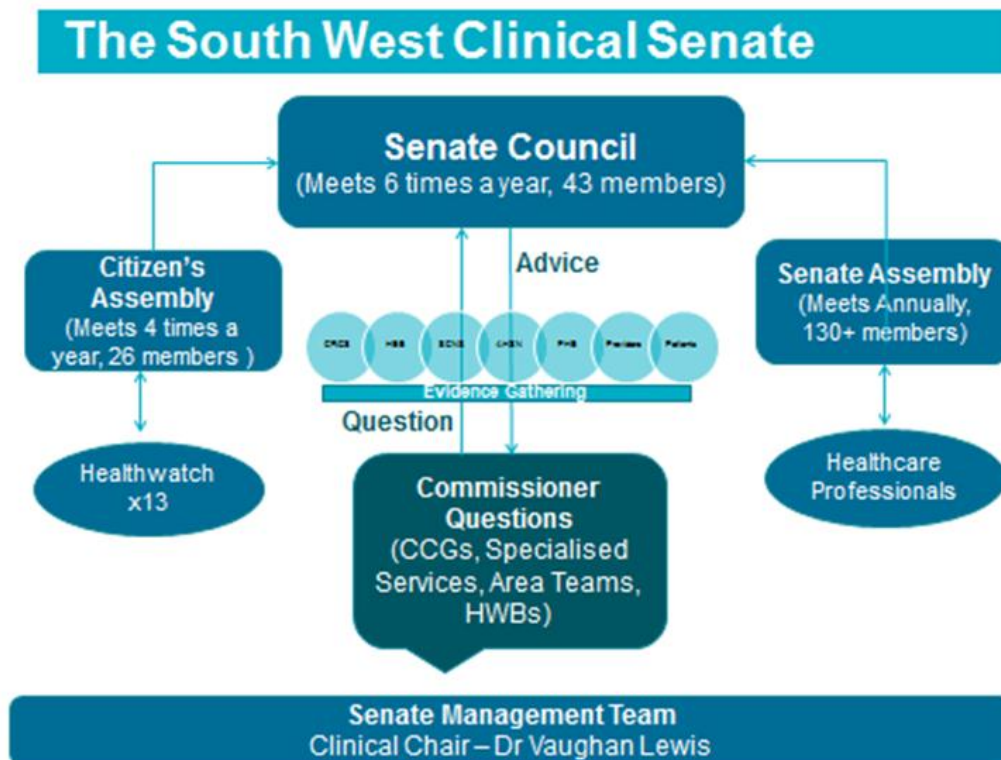 The South West Clinical Senate
Senate Council
(Meets 6 times a year, 43 members)
Citizen's
Assembly
(Meets 4 times a
year, 26 members )
Advice
Senate Assembly
(Meets Annually,
130+ members)
Patients
Evidence Gathering
Question
Healthwatch
x13
Commissioner
Questions
(CCGs, Specialised
Services, Area Teams,
HWBs)
Healthcare
Professionals
Senate Management Team
Clinical Chair – Dr Vaughan Lewis